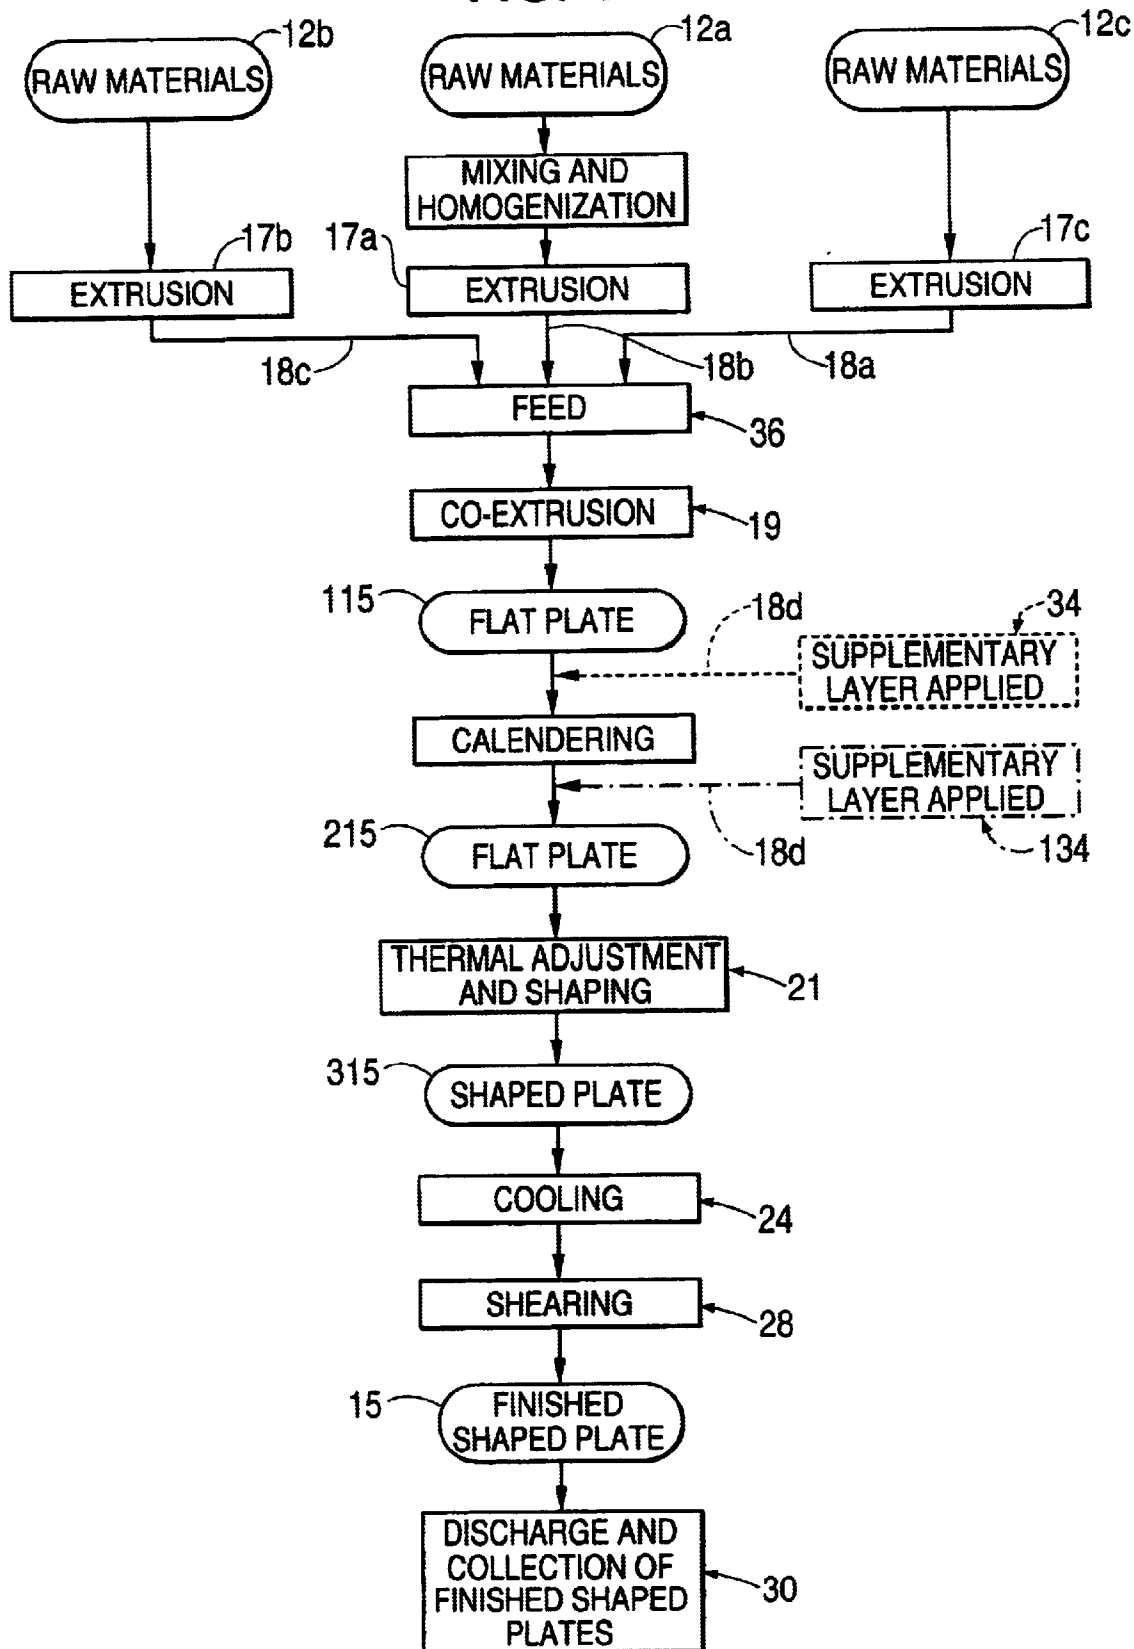 12b
12a
12c
RAW MATERIALS
RAW MATERIALS
RAW MATERIALS
MIXING AND
HOMOGENIZATION
17b
17a
17c
EXTRUSION
EXTRUSION
EXTRUSION
18c
18b
18a
FEED
36
CO-EXTRUSION
19
115
FLAT PLATE
18d
34
SUPPLEMENTARY
LAYER APPLIED
CALENDERING
SUPPLEMENTARY
LAYER APPLIED
215
FLAT PLATE
18d
134
THERMAL ADJUSTMENT
AND SHAPING
21
315
SHAPED PLATE
COOLING
24
SHEARING
28
15
FINISHED
SHAPED PLATE
DISCHARGE AND
COLLECTION OF
FINISHED SHAPED
PLATES
30